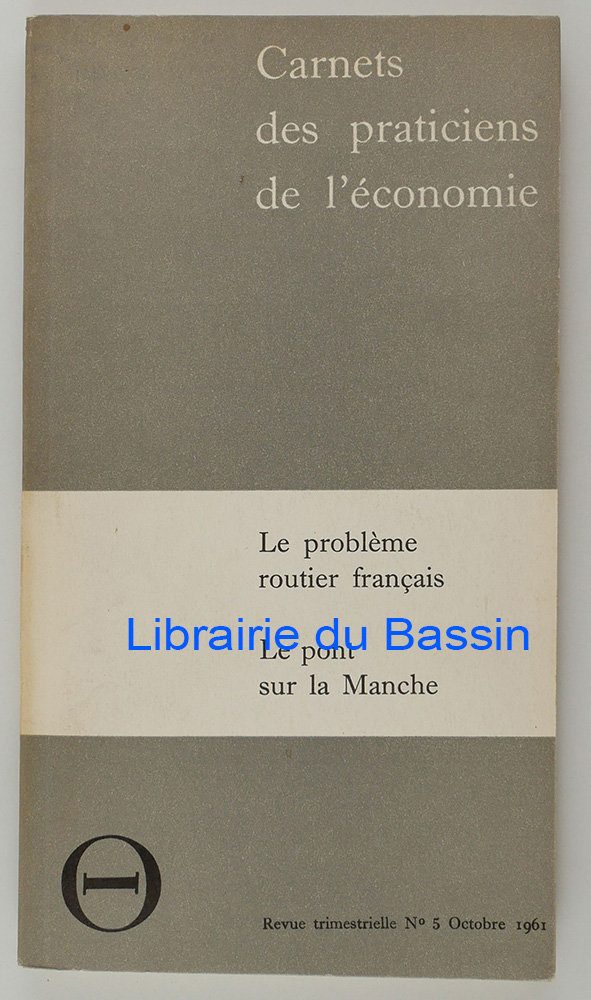 Carnets
des praticiens
de l'économie
Le problème
routier français
Librairie du Bassin
Le pont
sur la Manche
Revue trimestrielle Nº 5 Octobre 1961